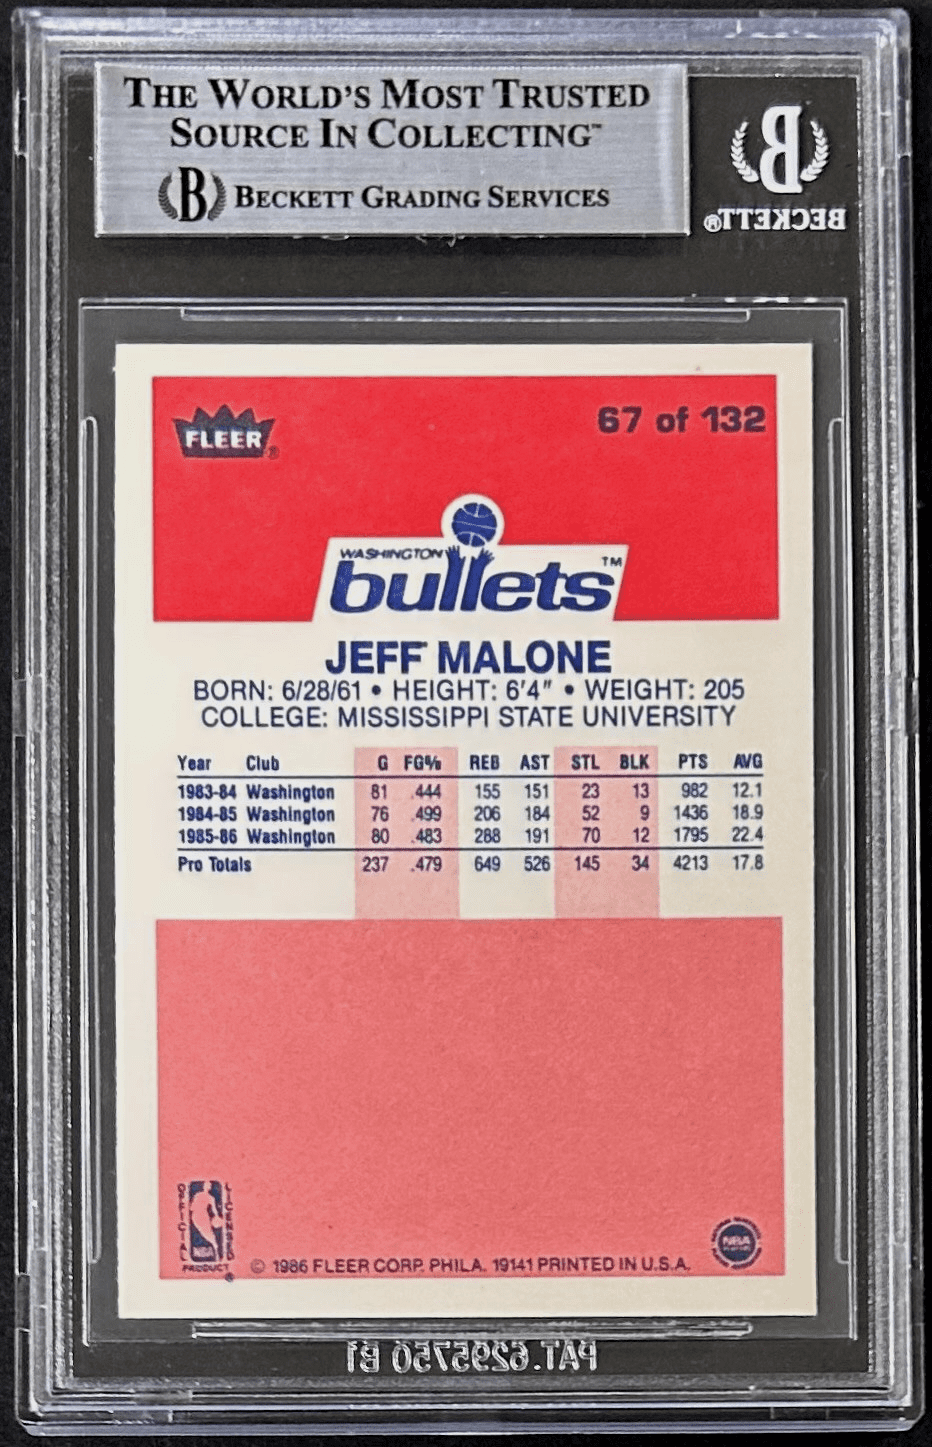 THE WORLD'S MOST TRUSTED
SOURCE IN COLLECTING™
B BECKETT GRADING SERVICES
B
BECKETT®
FLEER®
67 of 132
WASHINGTON
bullets™
JEFF MALONE
BORN: 6/28/61 • HEIGHT: 6'4" • WEIGHT: 205
COLLEGE: MISSISSIPPI STATE UNIVERSITY
Year Club G FG% REB AST STL BLK PTS AVG
1983-84 Washington 81 .444 155 151 23 13 982 12.1
1984-85 Washington 76 .499 206 184 52 9 1436 18.9
1985-86 Washington 80 .483 288 191 70 12 1795 22.4
Pro Totals 237 .479 649 526 145 34 4213 17.8
OFFICIAL
LICENSED
NBA
PRODUCT®
© 1986 FLEER CORP. PHILA. 19141 PRINTED IN U.S.A.
NBA
PAT.6295750 B1